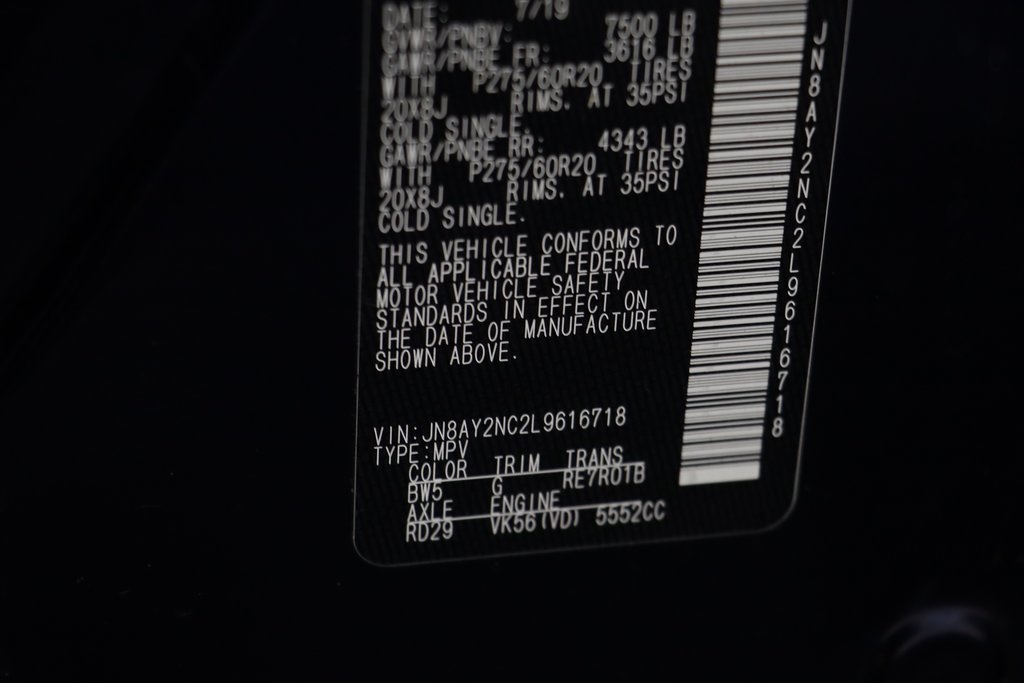 DATE: 7/19
GVWR/PNBV: 7500 LB
GAWR/PNBE FR: 3616 LB
WITH P275/60R20 TIRES
20X8J RIMS. AT 35PSI
COLD SINGLE.
GAWR/PNBE RR: 4343 LB
WITH P275/60R20 TIRES
20X8J RIMS. AT 35PSI
COLD SINGLE.
THIS VEHICLE CONFORMS TO
ALL APPLICABLE FEDERAL
MOTOR VEHICLE SAFETY
STANDARDS IN EFFECT ON
THE DATE OF MANUFACTURE
SHOWN ABOVE.
VIN:JN8AY2NC2L9616718
TYPE:MPV
COLOR TRIM TRANS
BW5 G RE7R01B
AXLE ENGINE
RD29 VK56(VD) 5552CC
JN8AY2NC2L9616718